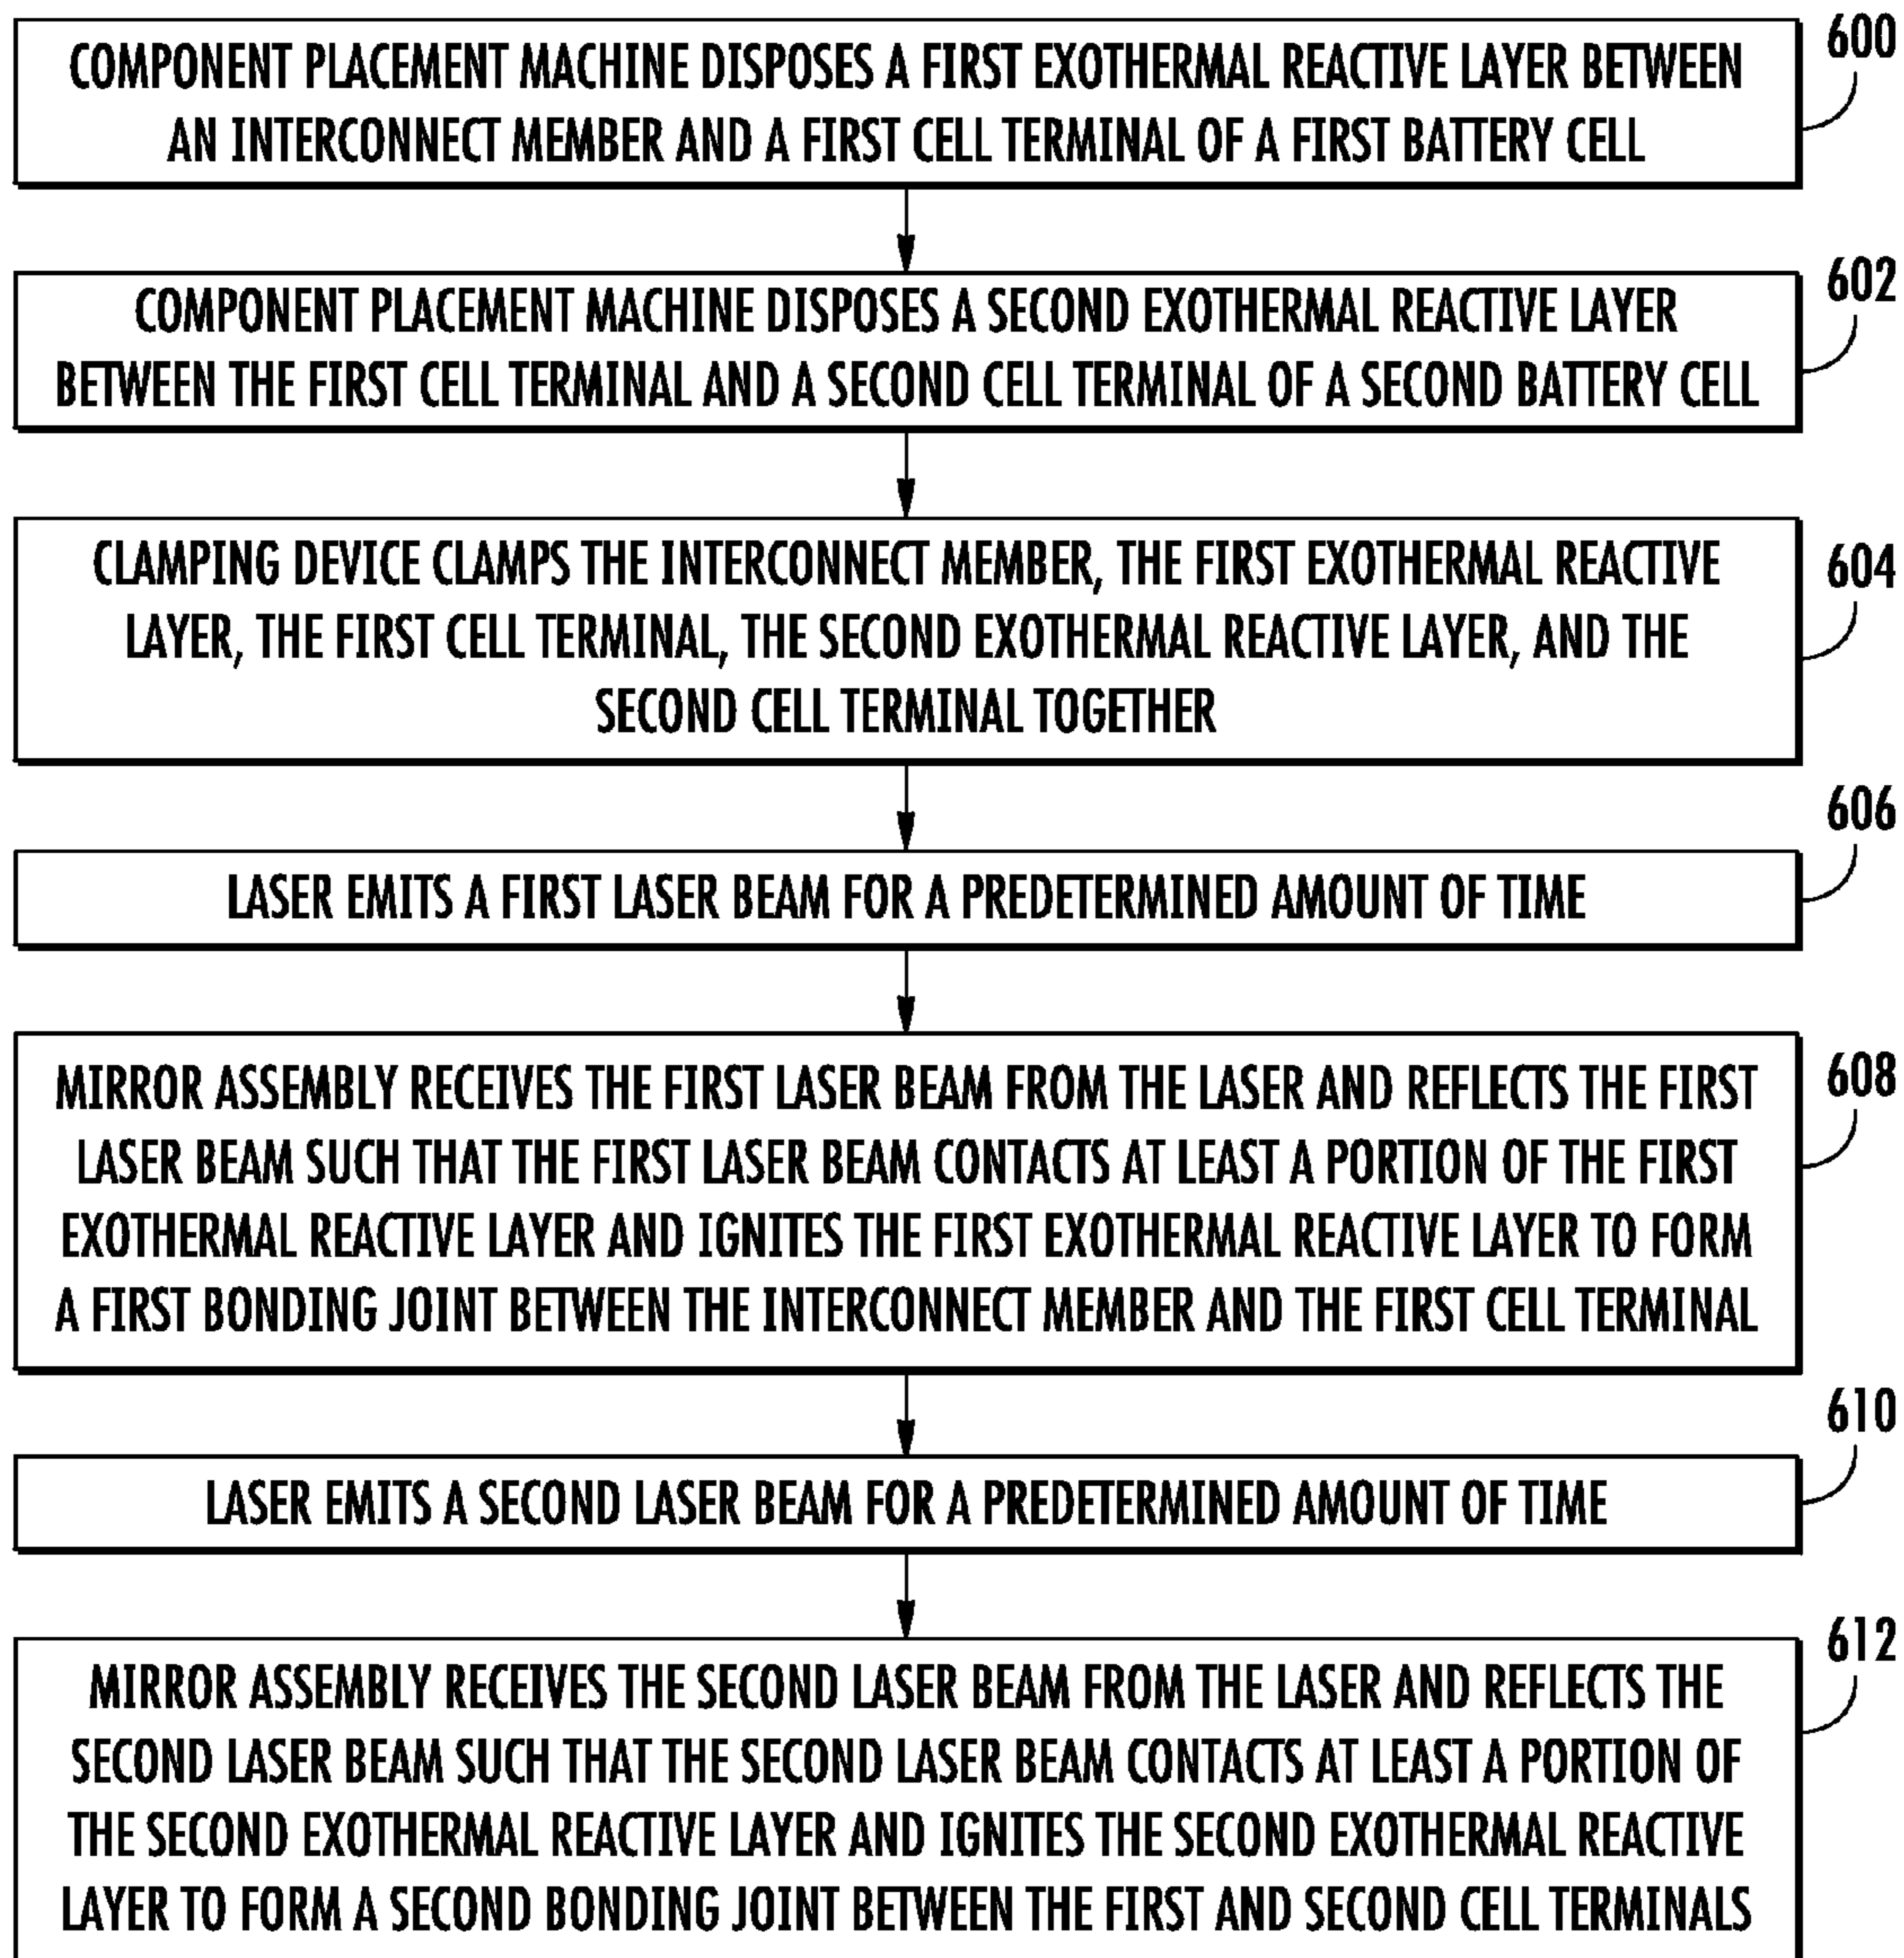 600
COMPONENT PLACEMENT MACHINE DISPOSES A FIRST EXOTHERMAL REACTIVE LAYER BETWEEN
AN INTERCONNECT MEMBER AND A FIRST CELL TERMINAL OF A FIRST BATTERY CELL
602
COMPONENT PLACEMENT MACHINE DISPOSES A SECOND EXOTHERMAL REACTIVE LAYER
BETWEEN THE FIRST CELL TERMINAL AND A SECOND CELL TERMINAL OF A SECOND BATTERY CELL
604
CLAMPING DEVICE CLAMPS THE INTERCONNECT MEMBER, THE FIRST EXOTHERMAL REACTIVE
LAYER, THE FIRST CELL TERMINAL, THE SECOND EXOTHERMAL REACTIVE LAYER, AND THE
SECOND CELL TERMINAL TOGETHER
606
LASER EMITS A FIRST LASER BEAM FOR A PREDETERMINED AMOUNT OF TIME
608
MIRROR ASSEMBLY RECEIVES THE FIRST LASER BEAM FROM THE LASER AND REFLECTS THE FIRST
LASER BEAM SUCH THAT THE FIRST LASER BEAM CONTACTS AT LEAST A PORTION OF THE FIRST
EXOTHERMAL REACTIVE LAYER AND IGNITES THE FIRST EXOTHERMAL REACTIVE LAYER TO FORM
A FIRST BONDING JOINT BETWEEN THE INTERCONNECT MEMBER AND THE FIRST CELL TERMINAL
610
LASER EMITS A SECOND LASER BEAM FOR A PREDETERMINED AMOUNT OF TIME
612
MIRROR ASSEMBLY RECEIVES THE SECOND LASER BEAM FROM THE LASER AND REFLECTS THE
SECOND LASER BEAM SUCH THAT THE SECOND LASER BEAM CONTACTS AT LEAST A PORTION OF
THE SECOND EXOTHERMAL REACTIVE LAYER AND IGNITES THE SECOND EXOTHERMAL REACTIVE
LAYER TO FORM A SECOND BONDING JOINT BETWEEN THE FIRST AND SECOND CELL TERMINALS